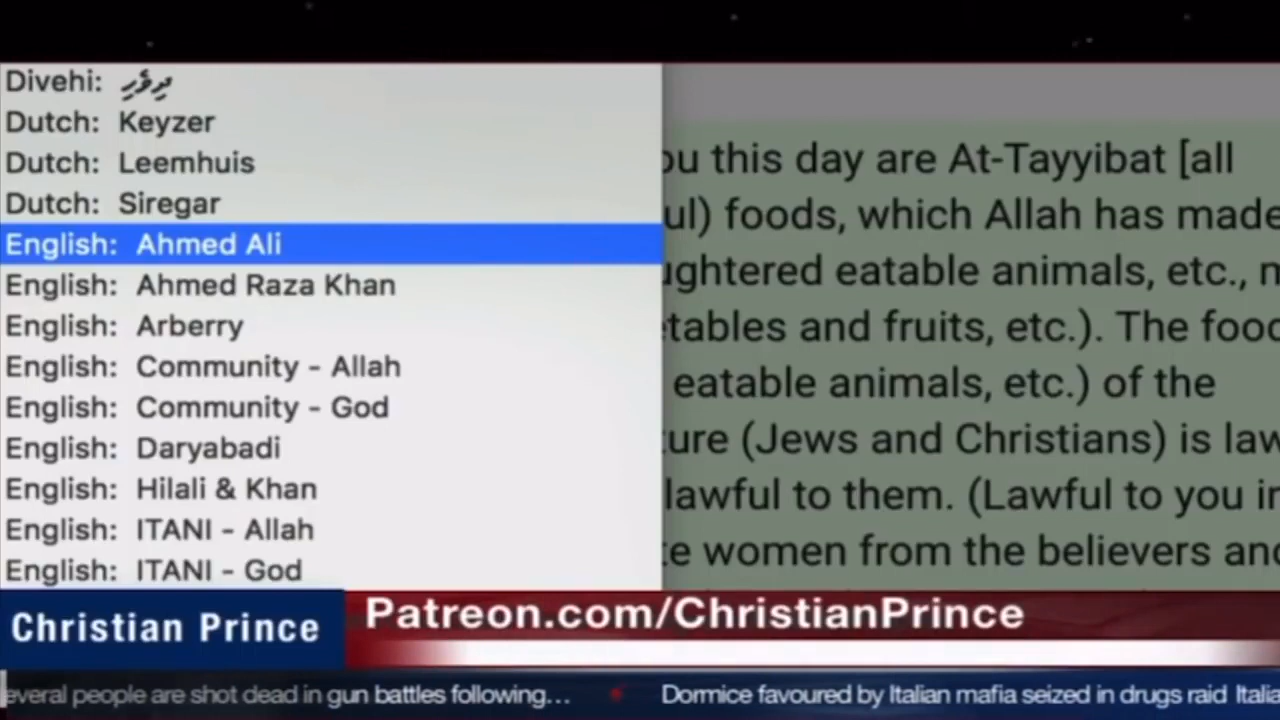 Divehi: ދިވެހި
Dutch: Keyzer
Dutch: Leemhuis
Dutch: Siregar
English: Ahmed Ali
English: Ahmed Raza Khan
English: Arberry
English: Community - Allah
English: Community - God
English: Daryabadi
English: Hilali & Khan
English: ITANI - Allah
English: ITANI - God
ou this day are At-Tayyibat [all
ul) foods, which Allah has made
ughtered eatable animals, etc., m
etables and fruits, etc.). The food
eatable animals, etc.) of the
ure (Jews and Christians) is law
lawful to them. (Lawful to you in
te women from the believers and
Christian Prince
Patreon.com/ChristianPrince
everal people are shot dead in gun battles following...
Dormice favoured by Italian mafia seized in drugs raid Italia